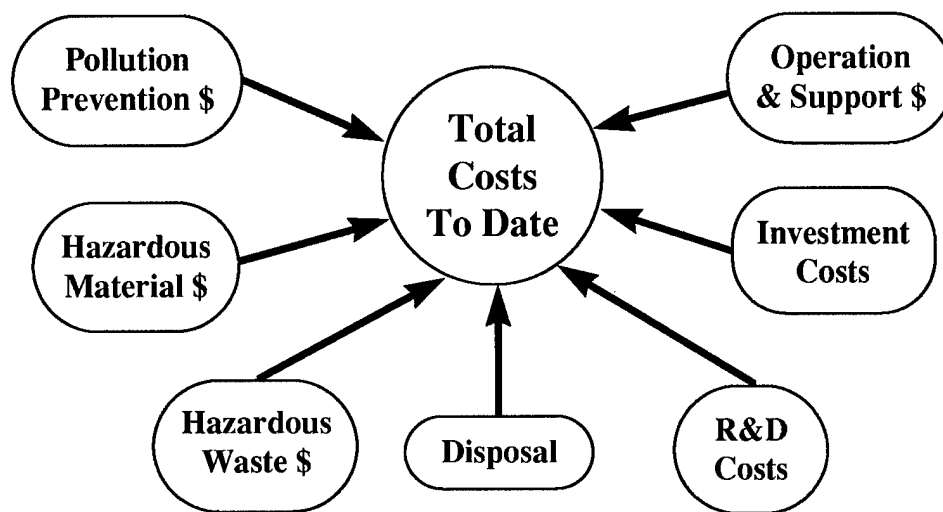 Pollution
Prevention $
Operation
& Support $
Total
Costs
To Date
Hazardous
Material $
Investment
Costs
Hazardous
Waste $
Disposal
R&D
Costs